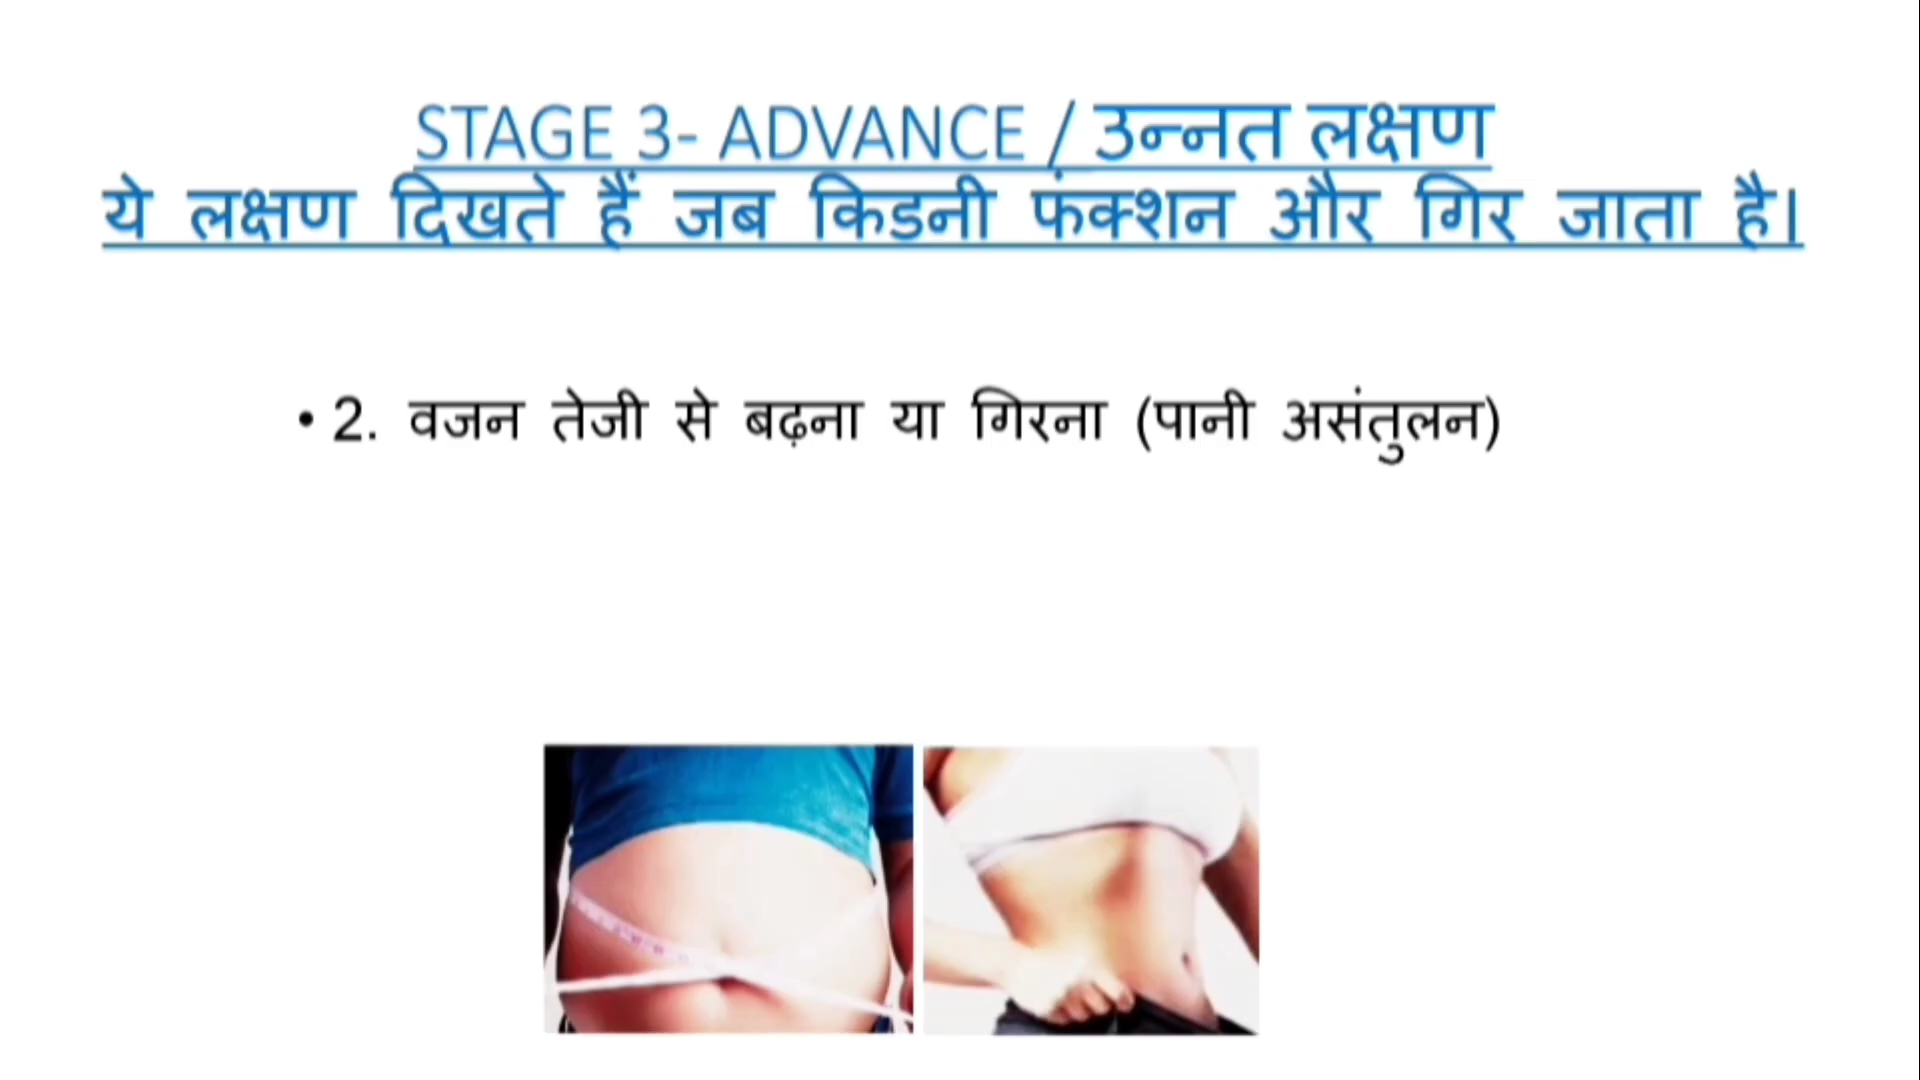 STAGE 3- ADVANCE / उन्नत लक्षण
ये लक्षण दिखते हैं जब किडनी फंक्शन और गिर जाता है।
• 2. वजन तेजी से बढ़ना या गिरना (पानी असंतुलन)